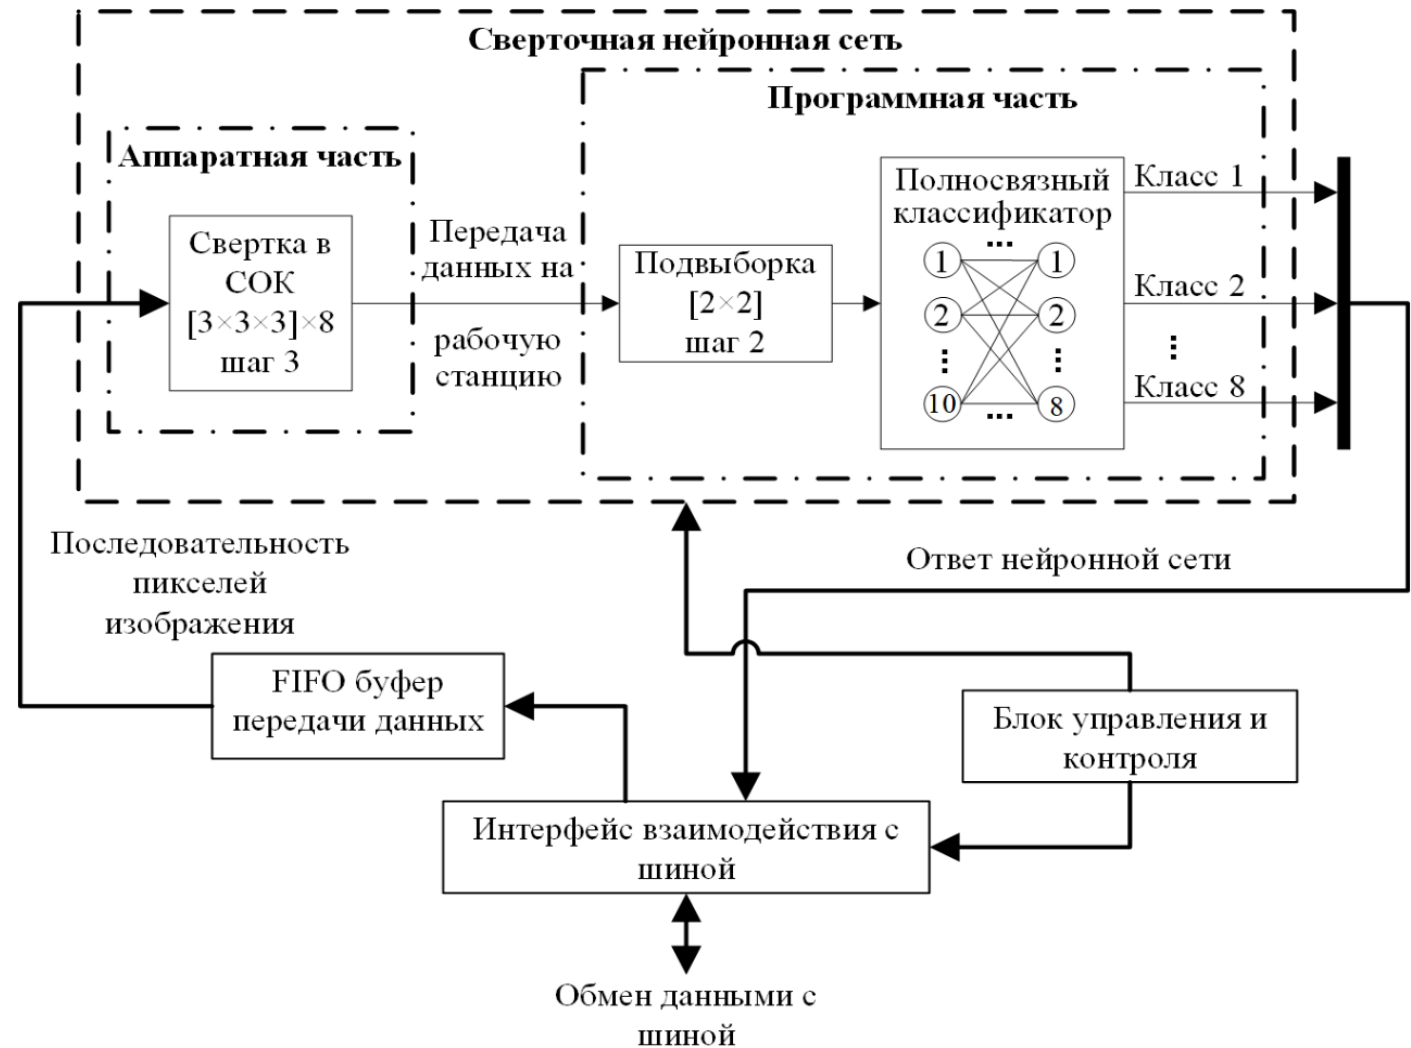 Сверточная нейронная сеть
Программная часть
Аппаратная часть
Свертка в
СОК
[3×3×3]×8
шаг 3
Передача
данных на
рабочую
станцию
Подвыборка
[2×2]
шаг 2
Полносвязный
классификатор
...
1 1
2 2
... ...
10 8
...
Класс 1
Класс 2
...
Класс 8
Последовательность
пикселей
изображения
Ответ нейронной сети
FIFO буфер
передачи данных
Блок управления и
контроля
Интерфейс взаимодействия с
шиной
Обмен данными с
шиной